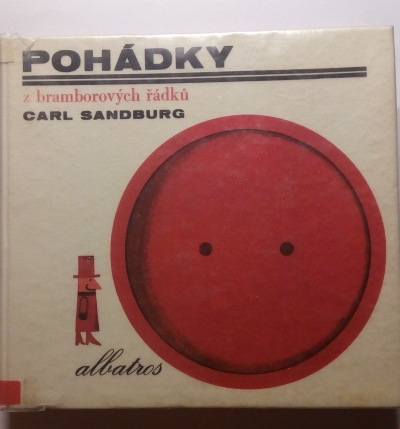 POHÁDKY
z bramborových řádků
CARL SANDBURG
albatros